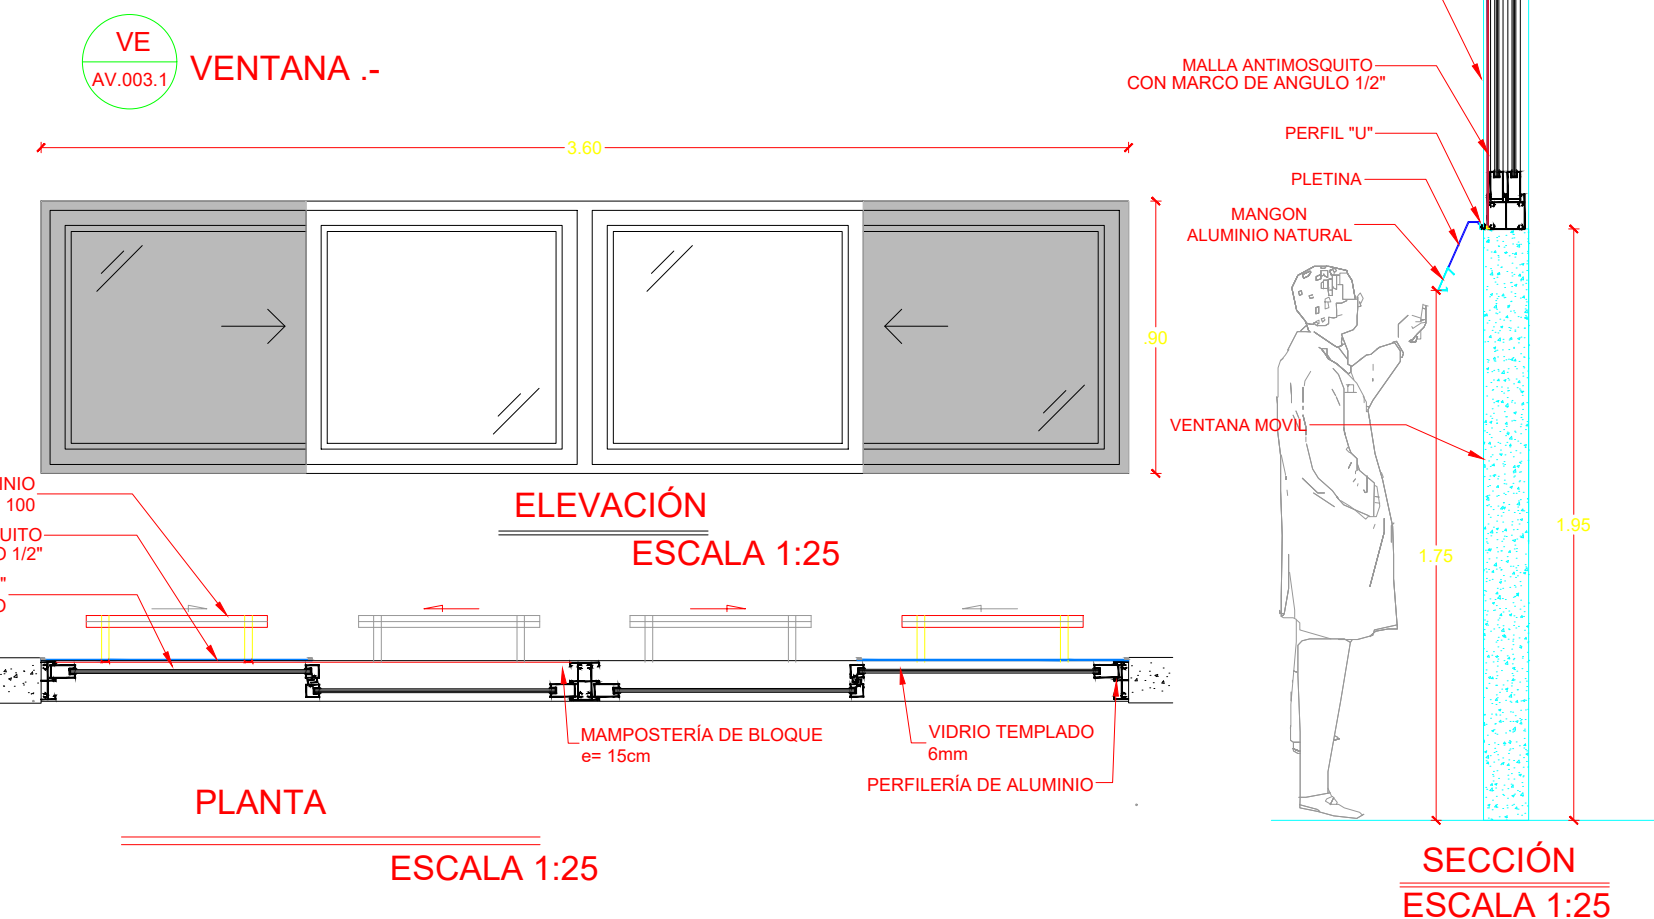 VE
AV.003.1
VENTANA .-
3.60
.90
ELEVACIÓN
ESCALA 1:25
INIO
100
UITO
O 1/2"
"
O
MAMPOSTERÍA DE BLOQUE
e= 15cm
VIDRIO TEMPLADO
6mm
PERFILERÍA DE ALUMINIO
PLANTA
ESCALA 1:25
MALLA ANTIMOSQUITO
CON MARCO DE ANGULO 1/2"
PERFIL "U"
PLETINA
MANGON
ALUMINIO NATURAL
VENTANA MOVIL
1.75
1.95
SECCIÓN
ESCALA 1:25